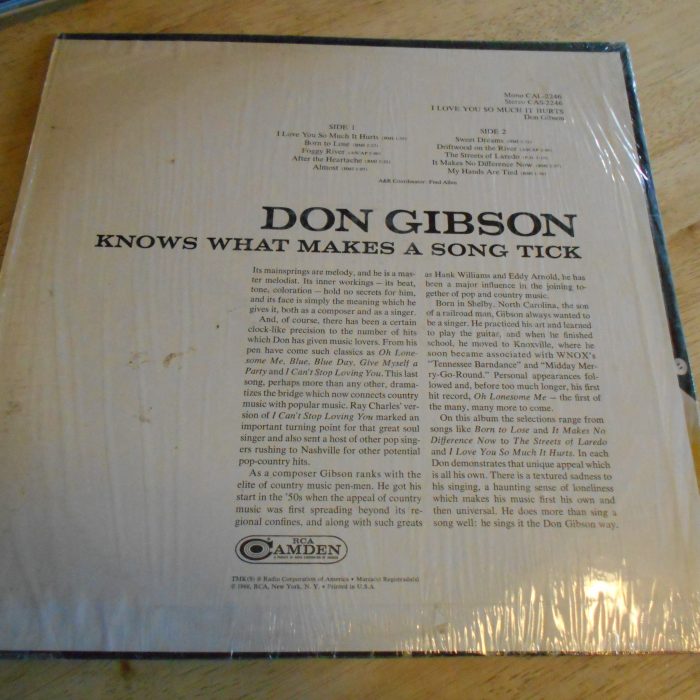 Mono CAL-2246
Stereo CAS-2246
I LOVE YOU SO MUCH IT HURTS
Don Gibson
SIDE 1
I Love You So Much It Hurts
Born to Lose
Foggy River
After the Heartache
Almost
SIDE 2
Sweet Dreams
Driftwood on the River
The Streets of Laredo
It Makes No Difference Now
My Hands Are Tied
A&R Coordinator: Fred Allen
DON GIBSON
KNOWS WHAT MAKES A SONG TICK
Its mainsprings are melody, and he is a mas-
ter melodist. Its inner workings – its beat,
tone, coloration – hold no secrets for him,
and its face is simply the meaning which he
gives it, both as a composer and as a singer.
And, of course, there has been a certain
clock-like precision to the number of hits
which Don has given music lovers. From his
pen have come such classics as Oh Lone-
some Me, Blue, Blue Day, Give Myself a
Party and I Can't Stop Loving You. This last
song, perhaps more than any other, drama-
tizes the bridge which now connects country
music with popular music. Ray Charles' ver-
sion of I Can't Stop Loving You marked an
important turning point for that great soul
singer and also sent a host of other pop sing-
ers rushing to Nashville for other potential
pop-country hits.
As a composer Gibson ranks with the
elite of country music pen-men. He got his
start in the '50s when the appeal of country
music was first spreading beyond its re-
gional confines, and along with such greats
as Hank Williams and Eddy Arnold, he has
been a major influence in the joining to-
gether of pop and country music.
Born in Shelby, North Carolina, the son
of a railroad man, Gibson always wanted to
be a singer. He practiced his art and learned
to play the guitar, and when he finished
school, he moved to Knoxville, where he
soon became associated with WNOX's
"Tennessee Barndance" and "Midday Mer-
ry-Go-Round." Personal appearances fol-
lowed and, before too much longer, his first
hit record, Oh Lonesome Me – the first of
the many, many more to come.
On this album the selections range from
songs like Born to Lose and It Makes No
Difference Now to The Streets of Laredo
and I Love You So Much It Hurts. In each
Don demonstrates that unique appeal which
is all his own. There is a textured sadness to
his singing, a haunting sense of loneliness
which makes his music first his own and
then universal. He does more than sing a
song well: he sings it the Don Gibson way.
RCA
CAMDEN
TMK(S) ® Radio Corporation of America • Marca(s) Registrada(s)
© 1968, RCA, New York, N. Y. • Printed in U.S.A.